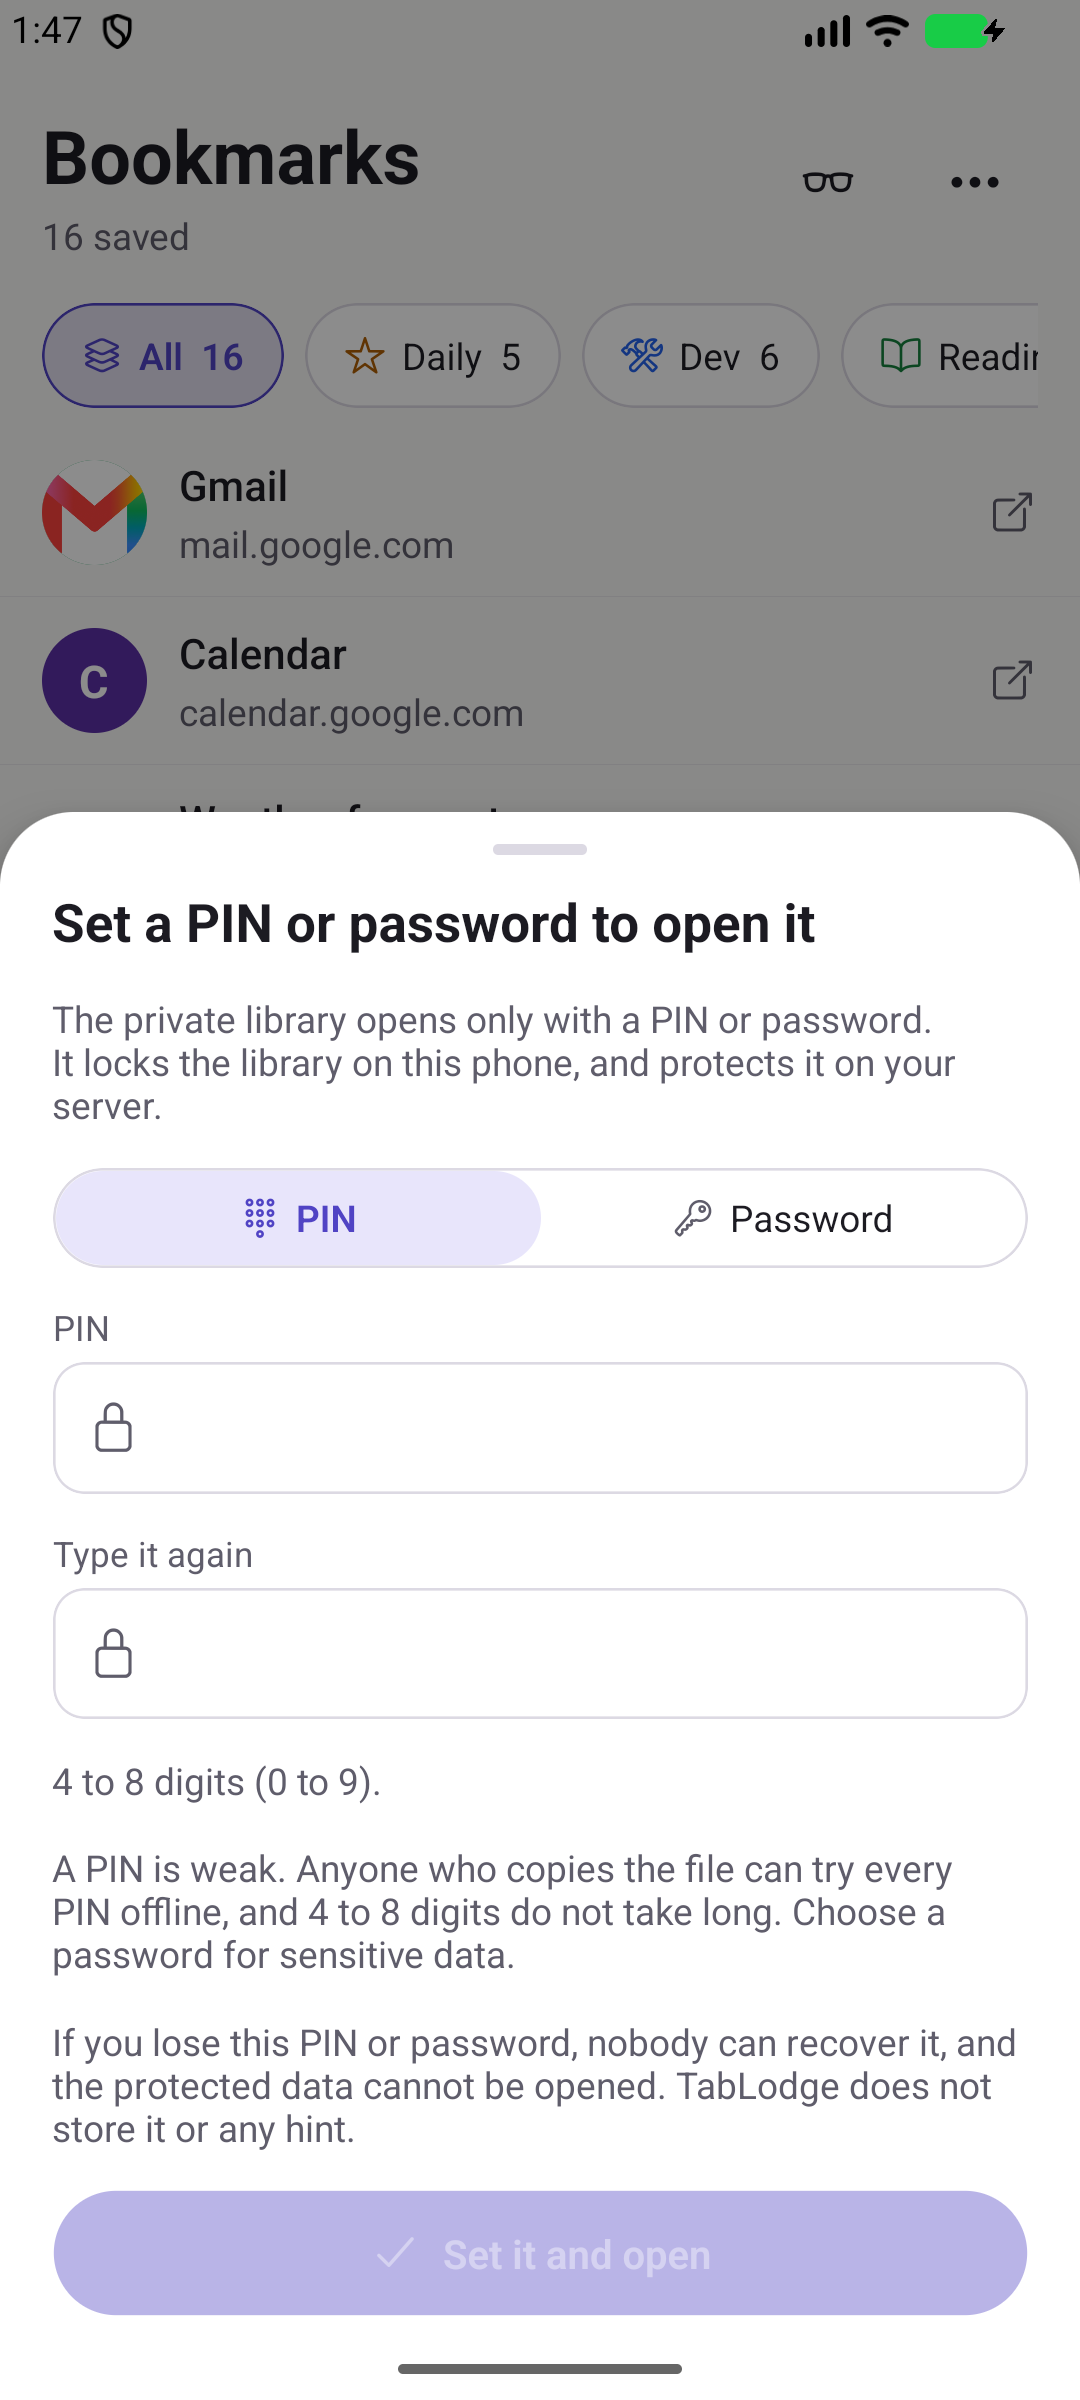 1:47
Bookmarks
16 saved
All 16
Daily 5
Dev 6
Gmail
mail.google.com
C
Calendar
calendar.google.com
Set a PIN or password to open it
The private library opens only with a PIN or password.
It locks the library on this phone, and protects it on your
server.
PIN
Password
PIN
Type it again
4 to 8 digits (0 to 9).
A PIN is weak. Anyone who copies the file can try every
PIN offline, and 4 to 8 digits do not take long. Choose a
password for sensitive data.
If you lose this PIN or password, nobody can recover it, and
the protected data cannot be opened. TabLodge does not
store it or any hint.
Set it and open